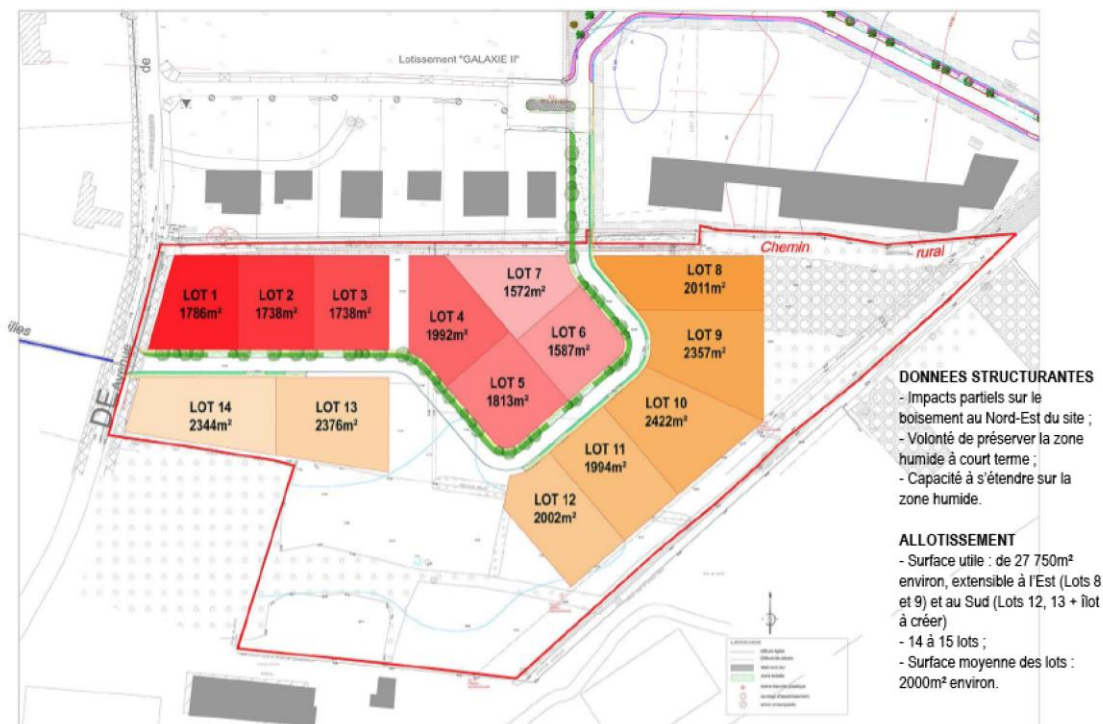 Lotissement "GALAXIE II"
de
Chemin
rural
LOT 1
1786m²
LOT 2
1738m²
LOT 3
1738m²
LOT 4
1992m²
LOT 7
1572m²
LOT 6
1587m²
LOT 5
1813m²
LOT 8
2011m²
LOT 9
2357m²
LOT 10
2422m²
LOT 11
1994m²
LOT 12
2002m²
LOT 14
2344m²
LOT 13
2376m²
illes
DE
Avenue
DONNEES STRUCTURANTES
- Impacts partiels sur le
boisement au Nord-Est du site ;
- Volonté de préserver la zone
humide à court terme ;
- Capacité à s'étendre sur la
zone humide.
ALLOTISSEMENT
- Surface utile : de 27 750m²
environ, extensible à l'Est (Lots 8
et 9) et au Sud (Lots 12, 13 + îlot
à créer)
- 14 à 15 lots ;
- Surface moyenne des lots :
2000m² environ.